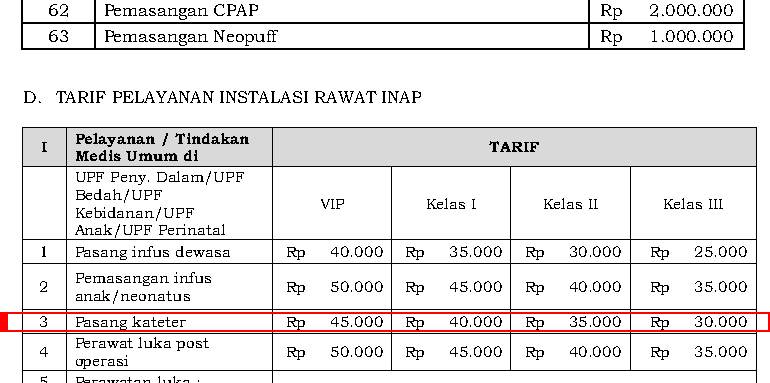 62 Pemasangan CPAP Rp 2.000.000
63 Pemasangan Neopuff Rp 1.000.000
D. TARIF PELAYANAN INSTALASI RAWAT INAP
I Pelayanan / Tindakan Medis Umum di TARIF
UPF Peny. Dalam/UPF
Bedah/UPF
Kebidanan/UPF
Anak/UPF Perinatal
VIP Kelas I Kelas II Kelas III
1 Pasang infus dewasa Rp 40.000 Rp 35.000 Rp 30.000 Rp 25.000
2 Pemasangan infus
anak/neonatus Rp 50.000 Rp 45.000 Rp 40.000 Rp 35.000
3 Pasang kateter Rp 45.000 Rp 40.000 Rp 35.000 Rp 30.000
4 Perawat luka post
operasi Rp 50.000 Rp 45.000 Rp 40.000 Rp 35.000
5 Perawatan luka :